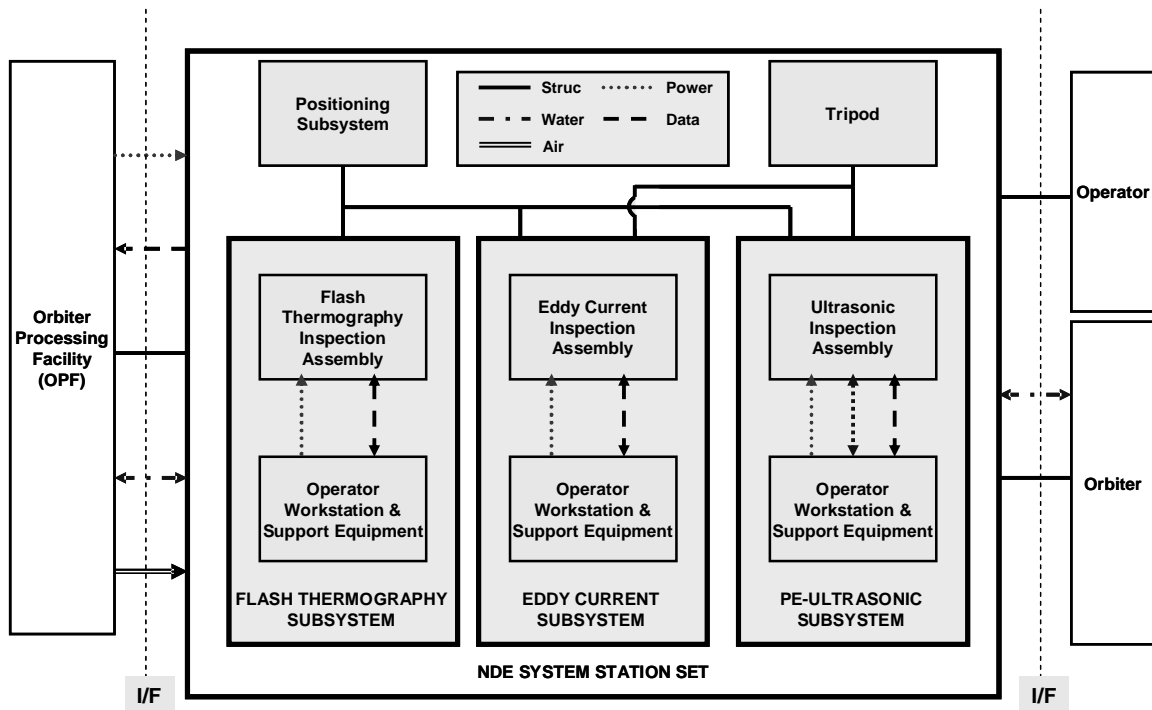 Positioning
Subsystem
Struc
Power
Water
Data
Air
Tripod
Orbiter
Processing
Facility
(OPF)
Operator
Orbiter
Flash
Thermography
Inspection
Assembly
Operator
Workstation &
Support Equipment
FLASH THERMOGRAPHY
SUBSYSTEM
Eddy Current
Inspection
Assembly
Operator
Workstation &
Support Equipment
EDDY CURRENT
SUBSYSTEM
Ultrasonic
Inspection
Assembly
Operator
Workstation &
Support Equipment
PE-ULTRASONIC
SUBSYSTEM
NDE SYSTEM STATION SET
I/F
I/F